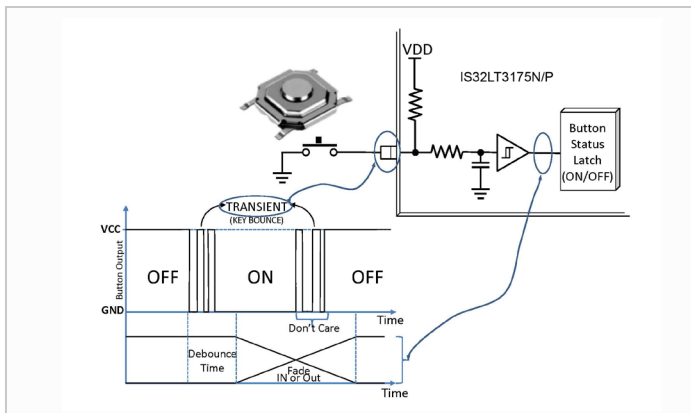 VDD
IS32LT3175N/P
Button
Status
Latch
(ON/OFF)
TRANSIENT
(KEY BOUNCE)
VCC
Button Output
OFF
ON
OFF
GND
Don't Care
Time
Debounce
Time
Fade
IN or Out
Time